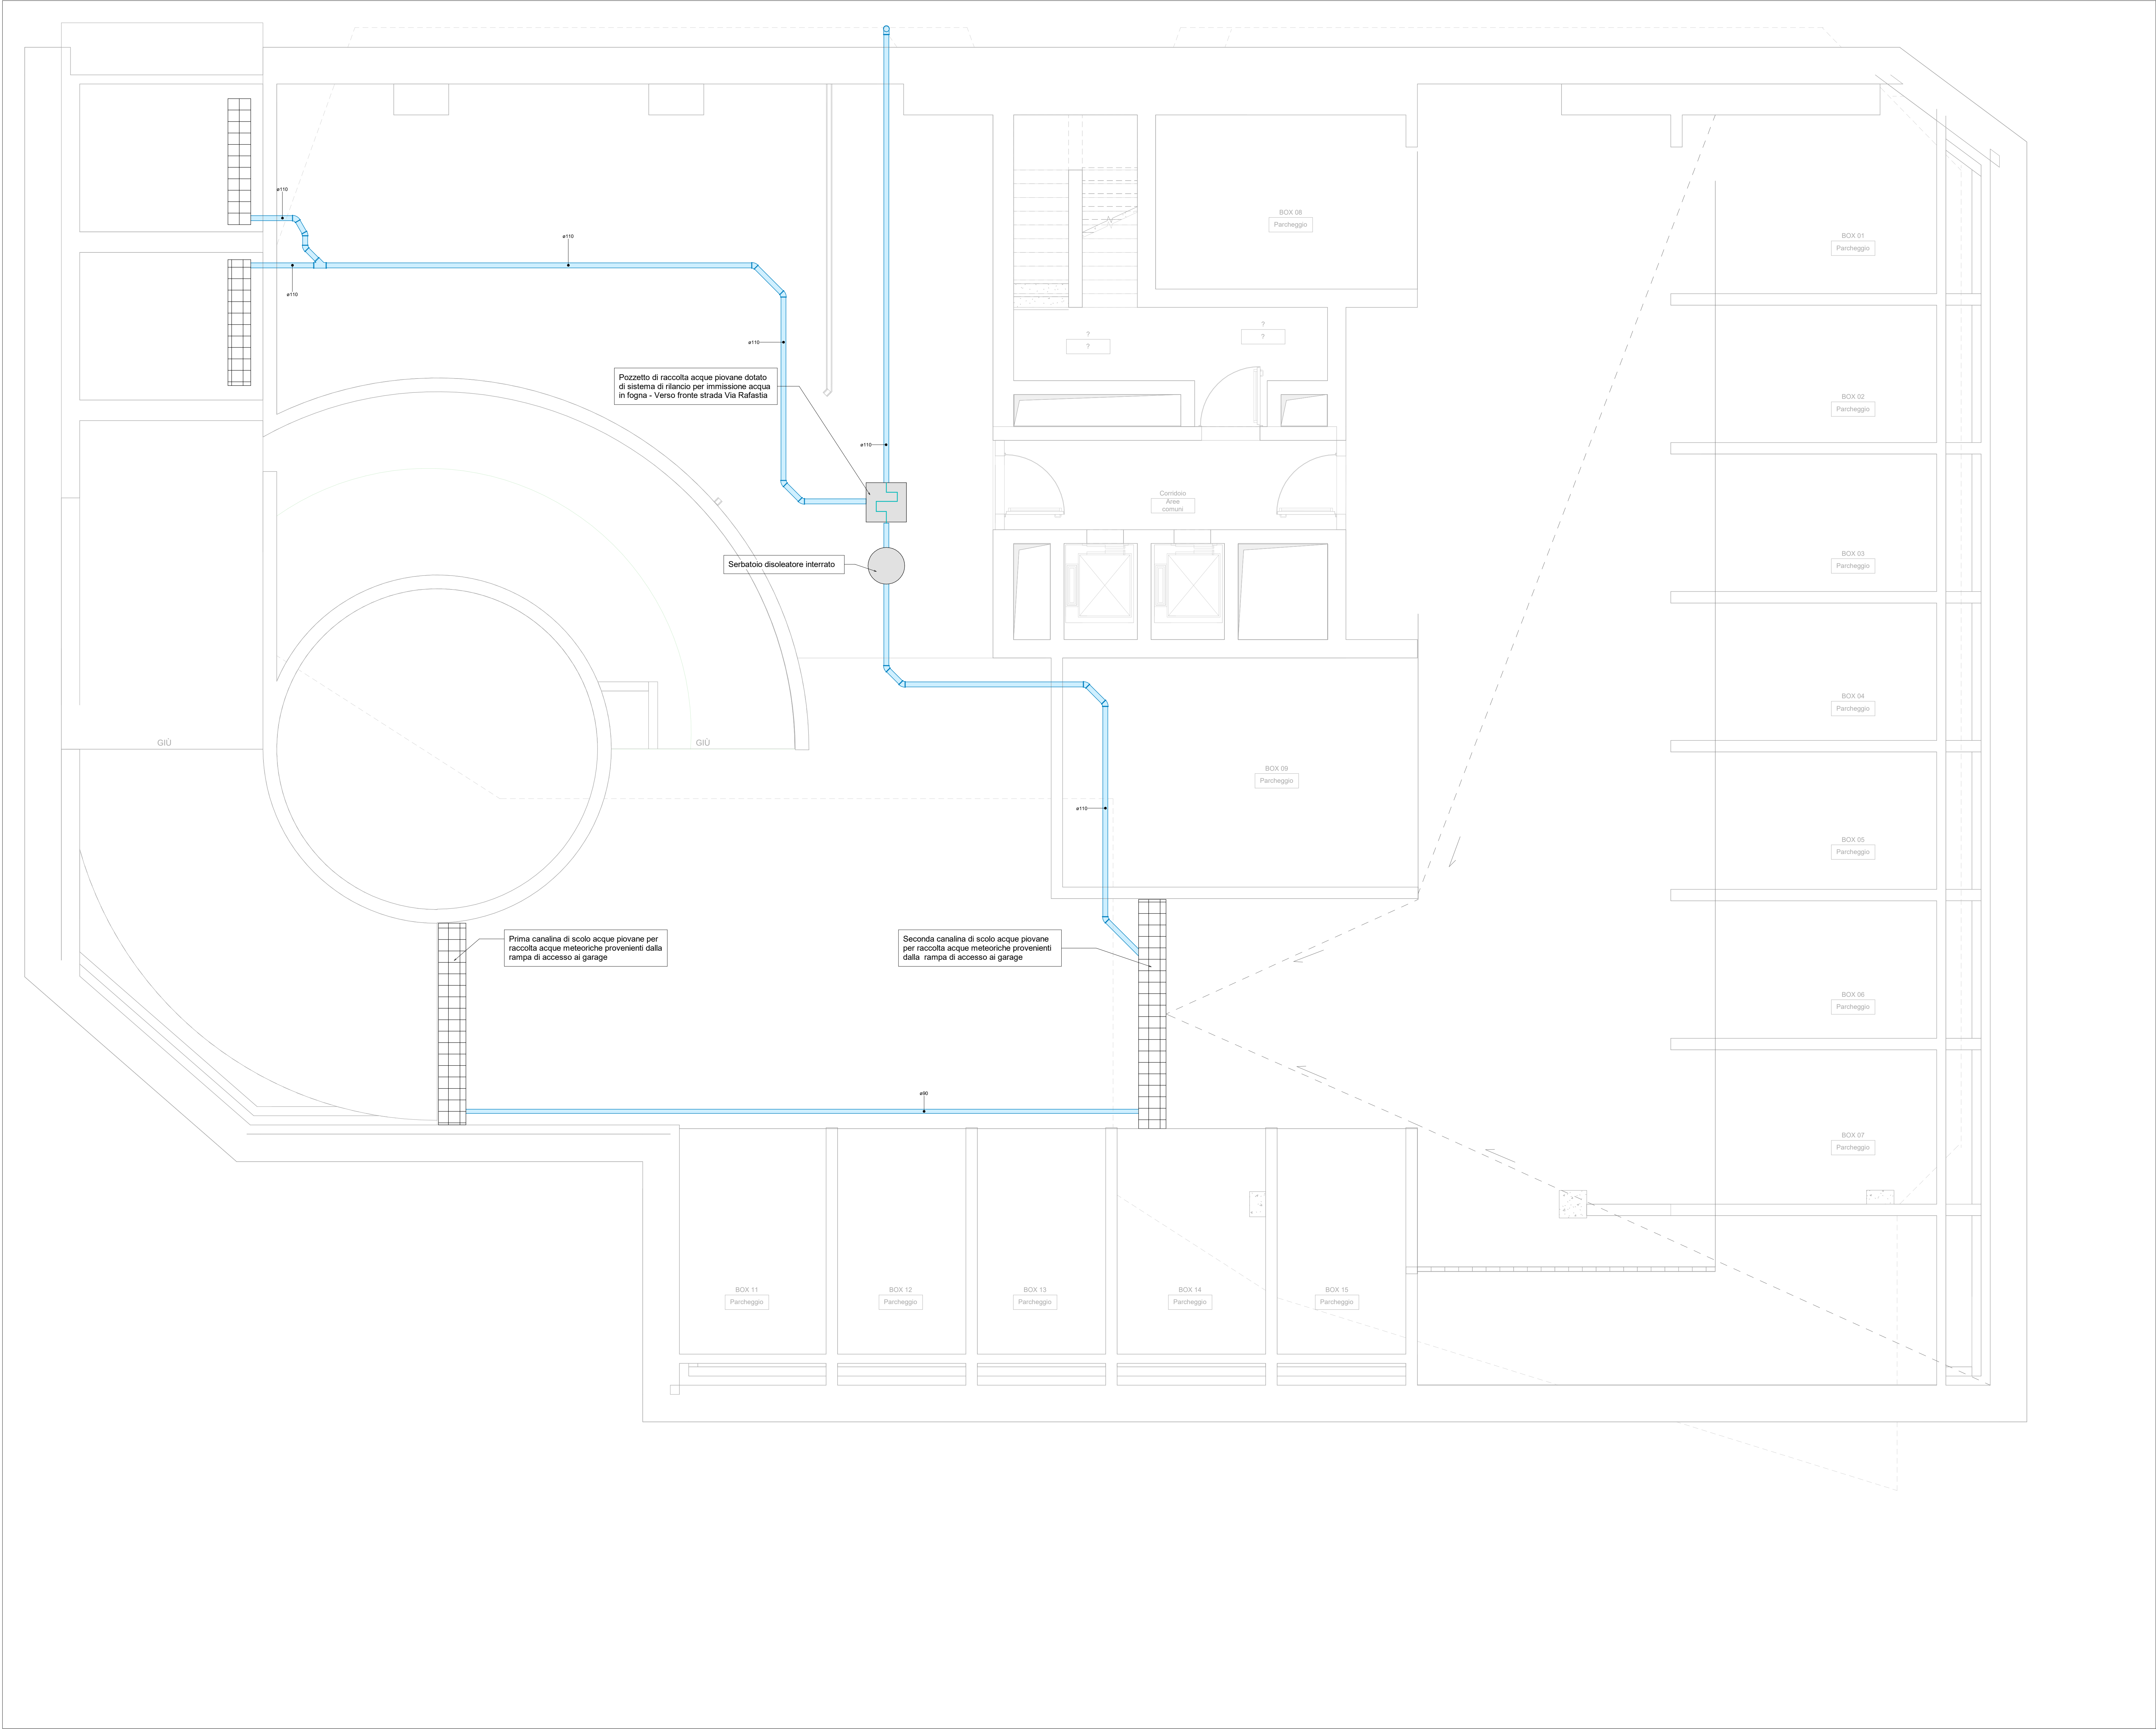 ø110
BOX 08
Parcheggio
BOX 01
Parcheggio
ø110
ø110
?
?
?
?
ø110
Pozzetto di raccolta acque piovane dotato
di sistema di rilancio per immissione acqua
in fogna - Verso fronte strada Via Rafastia
BOX 02
Parcheggio
ø110
Corridoio
Aree
comuni
Serbatoio disoleatore interrato
BOX 03
Parcheggio
BOX 04
Parcheggio
GIÙ
GIÙ
BOX 09
Parcheggio
ø110
BOX 05
Parcheggio
Prima canalina di scolo acque piovane per
raccolta acque meteoriche provenienti dalla
rampa di accesso ai garage
Seconda canalina di scolo acque piovane
per raccolta acque meteoriche provenienti
dalla rampa di accesso ai garage
BOX 06
Parcheggio
ø90
BOX 07
Parcheggio
BOX 11
Parcheggio
BOX 12
Parcheggio
BOX 13
Parcheggio
BOX 14
Parcheggio
BOX 15
Parcheggio